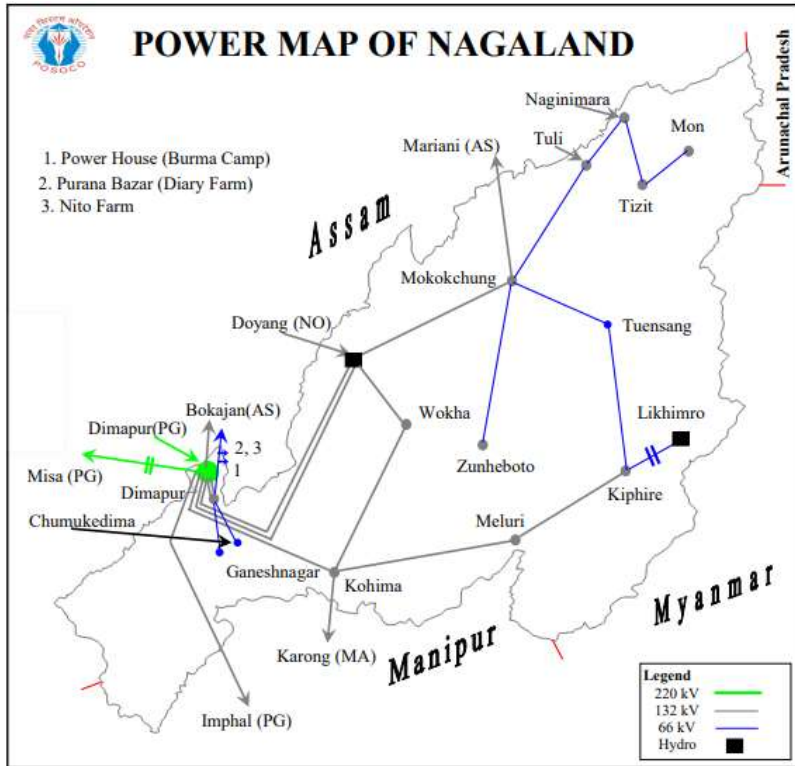 POWER MAP OF NAGALAND
POSOCO
1. Power House (Burma Camp)
2. Purana Bazar (Diary Farm)
3. Nito Farm
Arunachal Pradesh
Naginimara
Mon
Tuli
Mariani (AS)
Tizit
Assam
Mokokchung
Doyang (NO)
Tuensang
Bokajan(AS)
Wokha
Likhimro
Dimapur(PG)
2, 3
1
Zunheboto
Misa (PG)
Kiphire
Dimapur
Chumukedima
Meluri
Ganeshnagar
Kohima
Myanmar
Manipur
Karong (MA)
Imphal (PG)
Legend
220 kV
132 kV
66 kV
Hydro